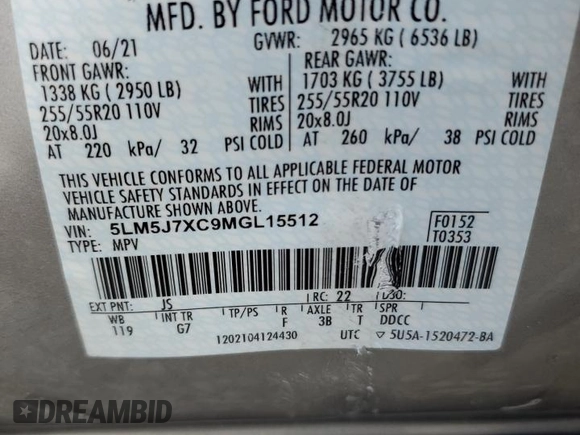 MFD. BY FORD MOTOR CO.
DATE: 06/21 GVWR: 2965 KG (6536 LB)
FRONT GAWR: REAR GAWR:
1338 KG (2950 LB) WITH 1703 KG (3755 LB) WITH
255/55R20 110V TIRES 255/55R20 110V TIRES
20x8.0J RIMS 20x8.0J RIMS
AT 220 kPa/ 32 PSI COLD AT 260 kPa/ 38 PSI COLD
THIS VEHICLE CONFORMS TO ALL APPLICABLE FEDERAL MOTOR
VEHICLE SAFETY STANDARDS IN EFFECT ON THE DATE OF
MANUFACTURE SHOWN ABOVE.
VIN: 5LM5J7XC9MGL15512 F0152
TYPE: MPV T0353
EXT PNT: JS RC: 22 DSO:
WB INT TR TP/PS R AXLE TR SPR
119 G7 F 3B T DDCC
1202104124430 UTC ▽ 5U5A-1520472-BA
DREAMBID